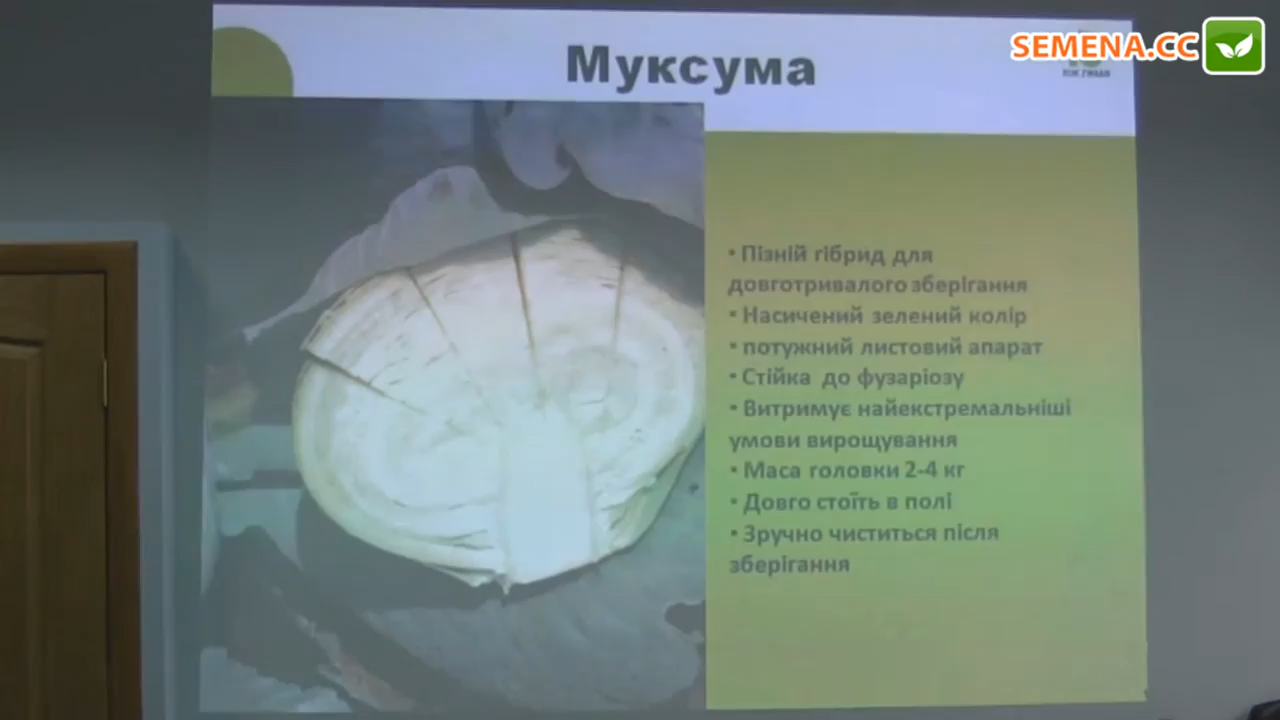 Муксума
SEMENA.CC
• Пізній гібрид для
довготривалого зберігання
• Насичений зелений колір
• потужний листовий апарат
• Стійка до фузаріозу
• Витримує найекстремальніші
умови вирощування
• Маса головки 2-4 кг
• Довго стоїть в полі
• Зручно чиститься після
зберігання